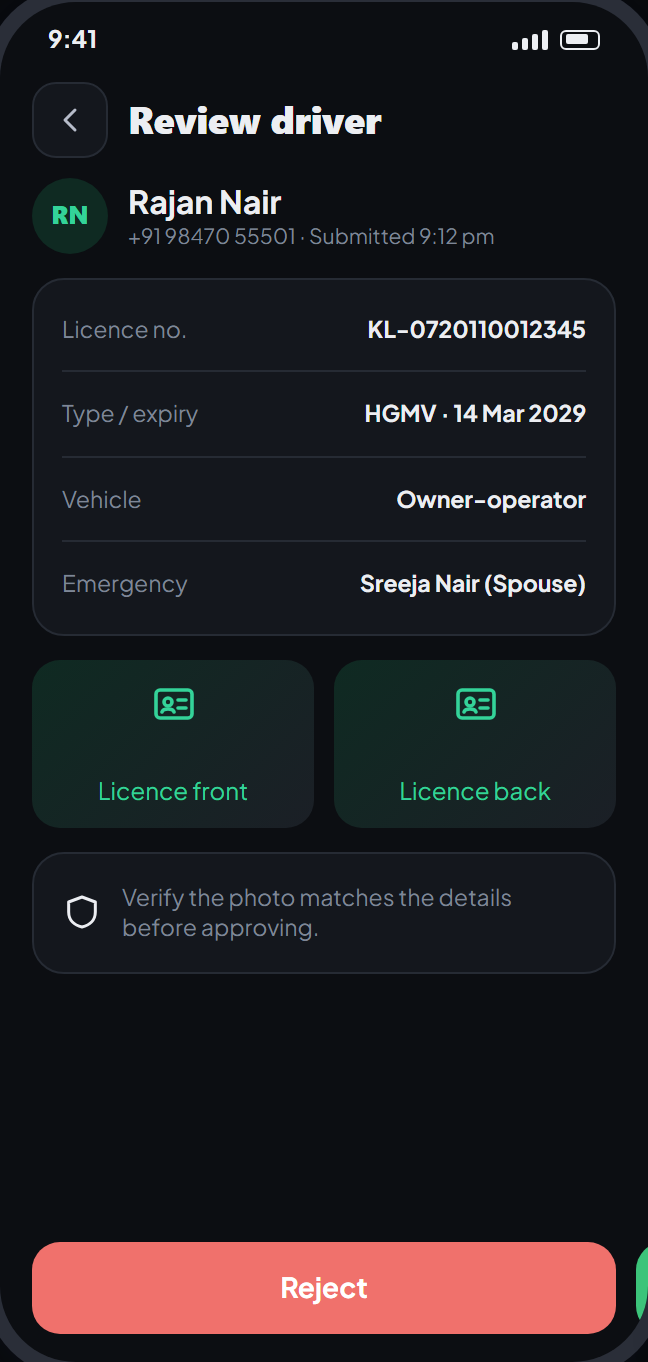 9:41
Review driver
RN
Rajan Nair
+91 98470 55501 · Submitted 9:12 pm
Licence no. KL-0720110012345
Type / expiry HGMV · 14 Mar 2029
Vehicle Owner-operator
Emergency Sreeja Nair (Spouse)
Licence front Licence back
Verify the photo matches the details
before approving.
Reject